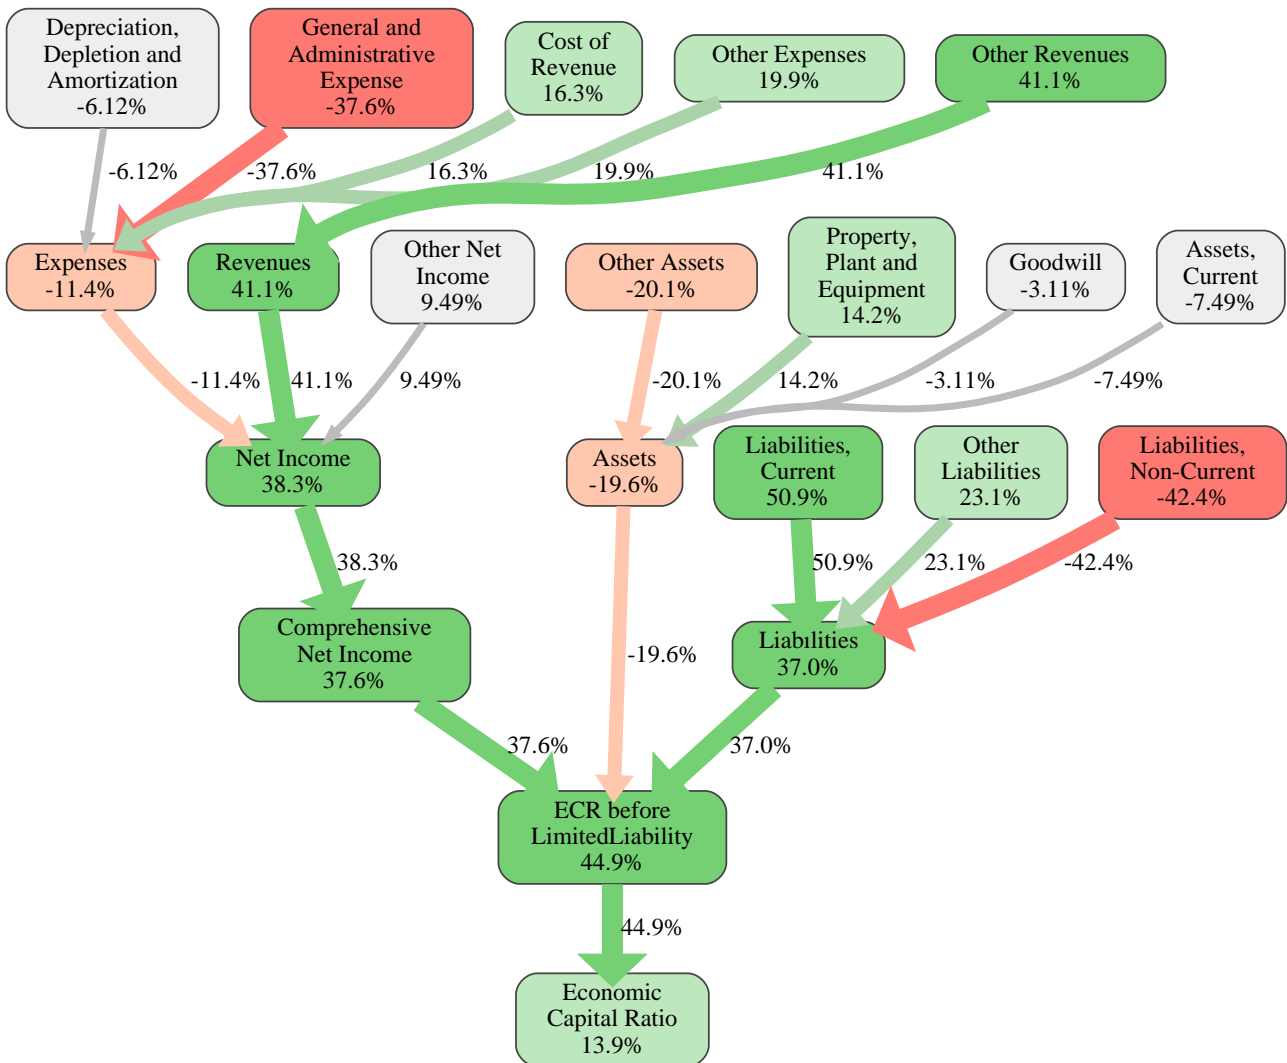 Depreciation,
Depletion and
Amortization
-6.12%
General and
Administrative
Expense
-37.6%
Cost of
Revenue
16.3%
Other Expenses
19.9%
Other Revenues
41.1%
-6.12%
-37.6%
16.3%
19.9%
41.1%
Expenses
-11.4%
Revenues
41.1%
Other Net
Income
9.49%
Other Assets
-20.1%
Property,
Plant and
Equipment
14.2%
Goodwill
-3.11%
Assets,
Current
-7.49%
-11.4%
41.1%
9.49%
-20.1%
14.2%
-3.11%
-7.49%
Net Income
38.3%
Assets
-19.6%
Liabilities,
Current
50.9%
Other
Liabilities
23.1%
Liabilities,
Non-Current
-42.4%
38.3%
50.9%
23.1%
-42.4%
Comprehensive
Net Income
37.6%
-19.6%
Liabilities
37.0%
37.6%
37.0%
ECR before
LimitedLiability
44.9%
44.9%
Economic
Capital Ratio
13.9%